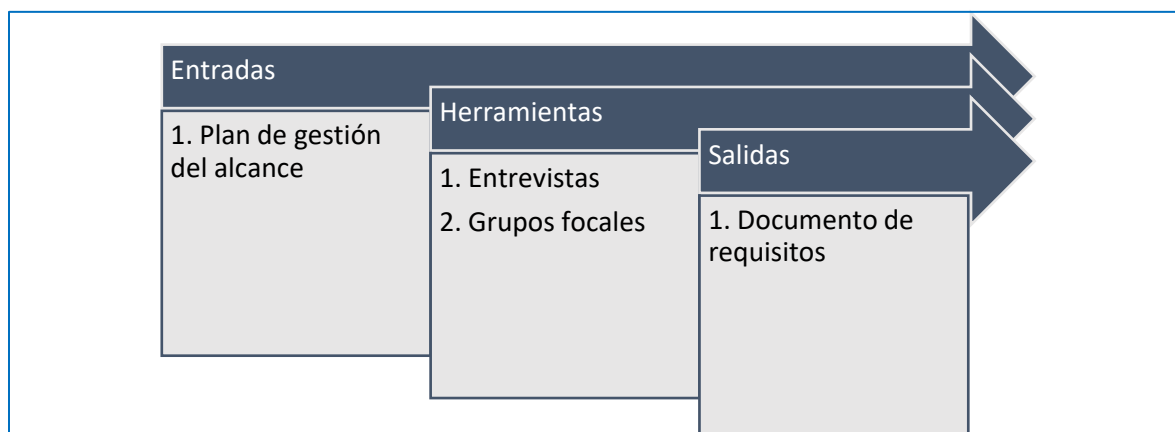 Entradas
1. Plan de gestión
del alcance
Herramientas
1. Entrevistas
2. Grupos focales
Salidas
1. Documento de
requisitos